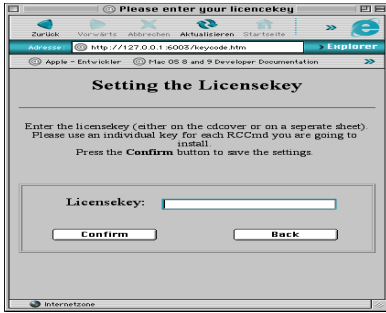 Please enter your licencekey
Zurück Vorwärts Abbrechen Aktualisieren Startseite »
Adresse http://127.0.0.1:6003/keycode.htm > Explorer
Apple - Entwickler Mac OS 8 and 9 Developer Documentation »
Setting the Licensekey
Enter the licensekey (either on the cdcover or on a seperate sheet).
Please use an individual key for each RCCmd you are going to
install.
Press the Confirm button to save the settings.
Licensekey:
Confirm Back
Internetzone